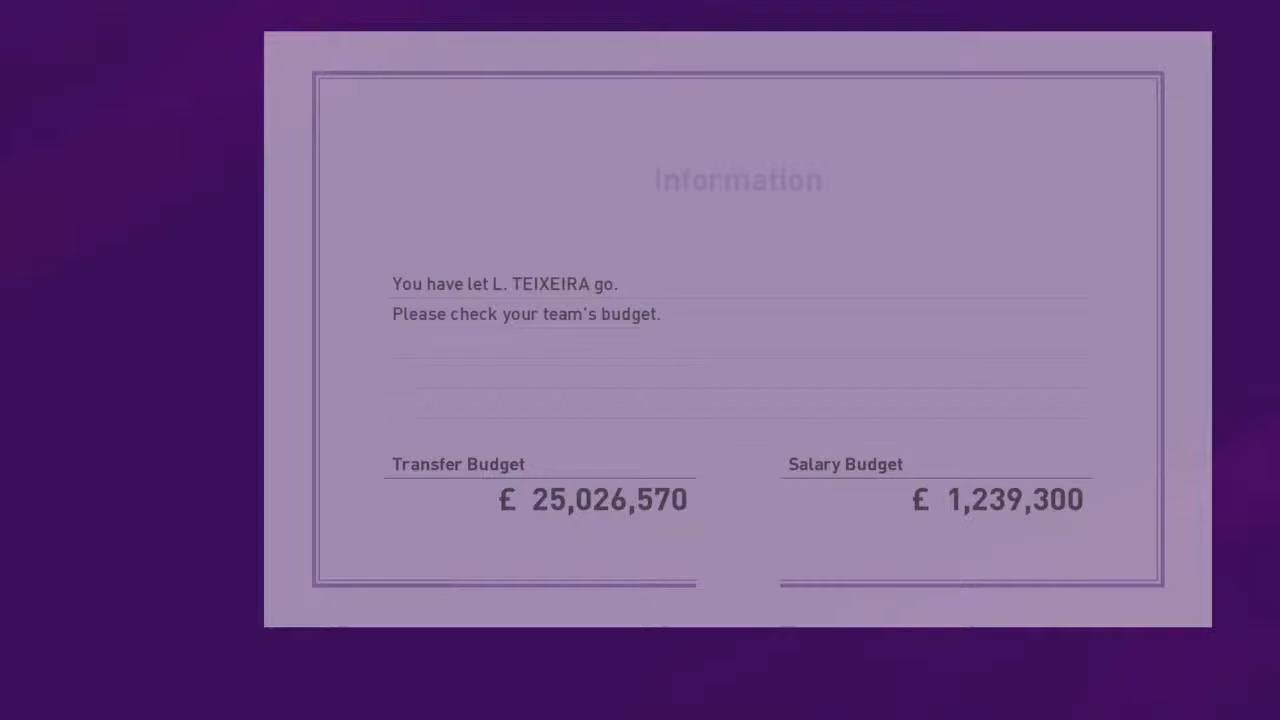 Information
You have let L. TEIXEIRA go.
Please check your team's budget.
Transfer Budget
£ 25,026,570
Salary Budget
£ 1,239,300